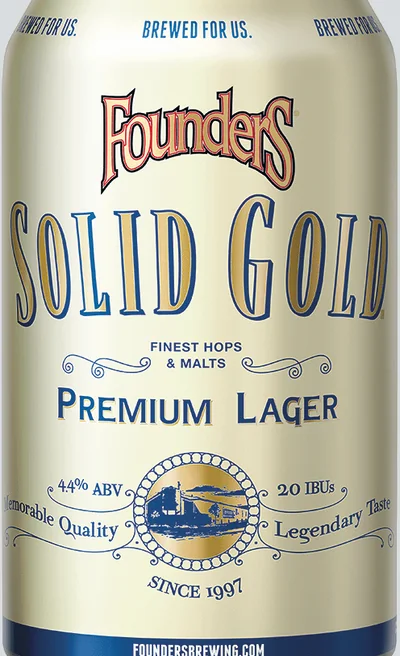 BREWED FOR US. BREWED FOR US. BREWED FOR US.
Founders
SOLID GOLD
FINEST HOPS
& MALTS
PREMIUM LAGER
4.4% ABV 20 IBUs
Memorable Quality Legendary Taste
SINCE 1997
FOUNDERSBREWING.COM